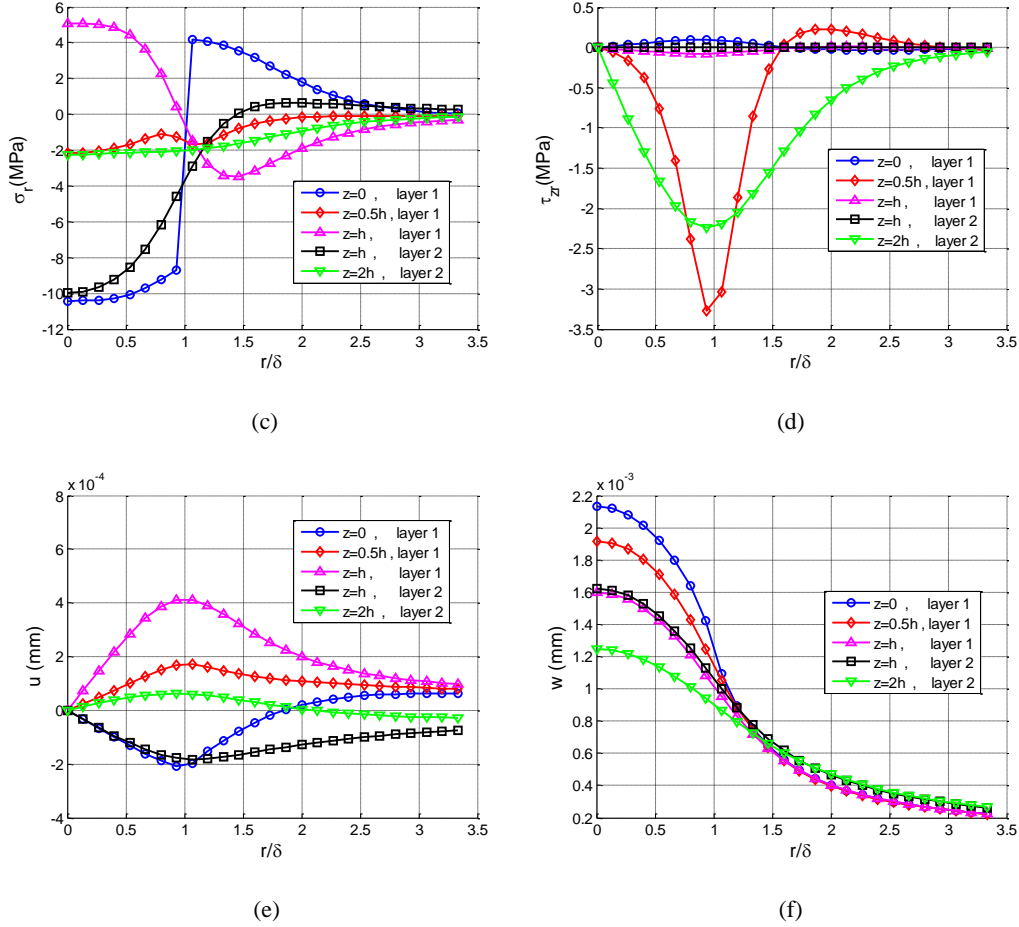 6
4
2
0
-2
-4
-6
-8
-10
-12
σr(MPa)
z=0 , layer 1
z=0.5h , layer 1
z=h , layer 1
z=h , layer 2
z=2h , layer 2
0 0.5 1 1.5 2 2.5 3 3.5
r/δ
(c)
0.5
0
-0.5
-1
-1.5
-2
-2.5
-3
-3.5
τzr(MPa)
z=0 , layer 1
z=0.5h , layer 1
z=h , layer 1
z=h , layer 2
z=2h , layer 2
0 0.5 1 1.5 2 2.5 3 3.5
r/δ
(d)
x 10-4
8
6
4
2
0
-2
-4
u (mm)
z=0 , layer 1
z=0.5h , layer 1
z=h , layer 1
z=h , layer 2
z=2h , layer 2
0 0.5 1 1.5 2 2.5 3 3.5
r/δ
(e)
x 10-3
2.2
2
1.8
1.6
1.4
1.2
1
0.8
0.6
0.4
0.2
w (mm)
z=0 , layer 1
z=0.5h , layer 1
z=h , layer 1
z=h , layer 2
z=2h , layer 2
0 0.5 1 1.5 2 2.5 3 3.5
r/δ
(f)